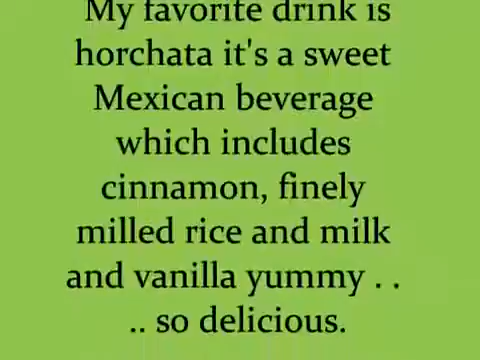 My favorite drink is
horchata it's a sweet
Mexican beverage
which includes
cinnamon, finely
milled rice and milk
and vanilla yummy . .
.. so delicious.